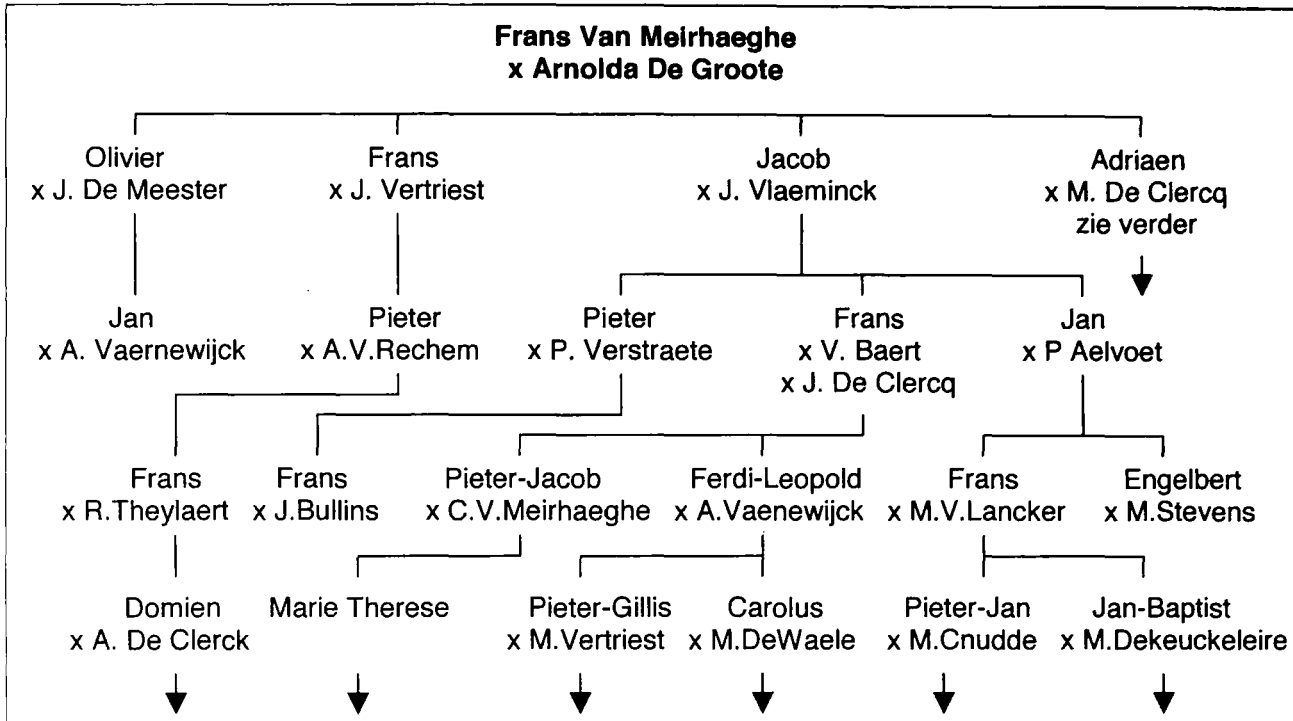 Frans Van Meirhaeghe
x Arnolda De Groote
Olivier
x J. De Meester
Frans
x J. Vertriest
Jacob
x J. Vlaeminck
Adriaen
x M. De Clercq
zie verder
Jan
x A. Vaernewijck
Pieter
x A.V.Rechem
Pieter
x P. Verstraete
Frans
x V. Baert
x J. De Clercq
Jan
x P Aelvoet
Frans
x R.Theylaert
Frans
x J.Bullins
Pieter-Jacob
x C.V.Meirhaeghe
Ferdi-Leopold
x A.Vaenewijck
Frans
x M.V.Lancker
Engelbert
x M.Stevens
Domien
x A. De Clerck
Marie Therese
Pieter-Gillis
x M.Vertriest
Carolus
x M.DeWaele
Pieter-Jan
x M.Cnudde
Jan-Baptist
x M.Dekeuckeleire